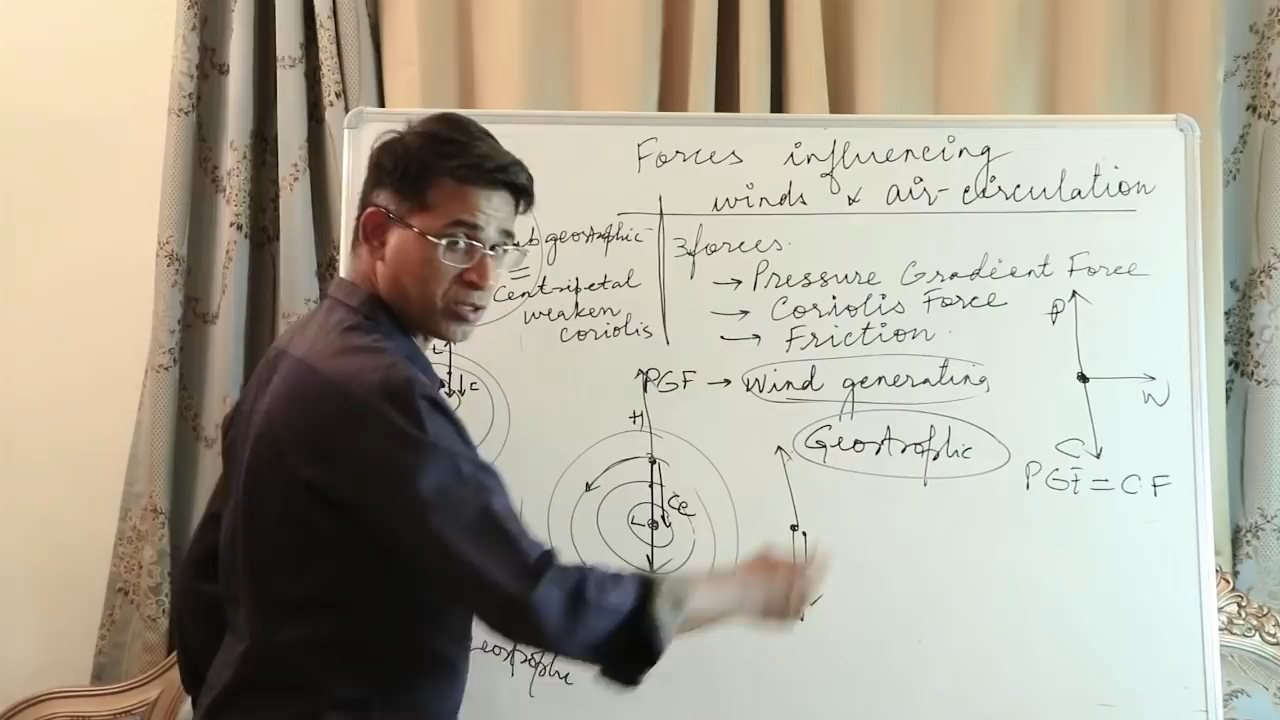 Forces influencing
winds & air-circulation
geostrophic
=
Centripetal
weaken
coriolis
3 forces.
→ Pressure Gradient Force
→ Coriolis Force
→ Friction
PGF → Wind generating
Geostrophic
P
W
C
PGF = CF
L
C
H
L
Ce
geostrophic